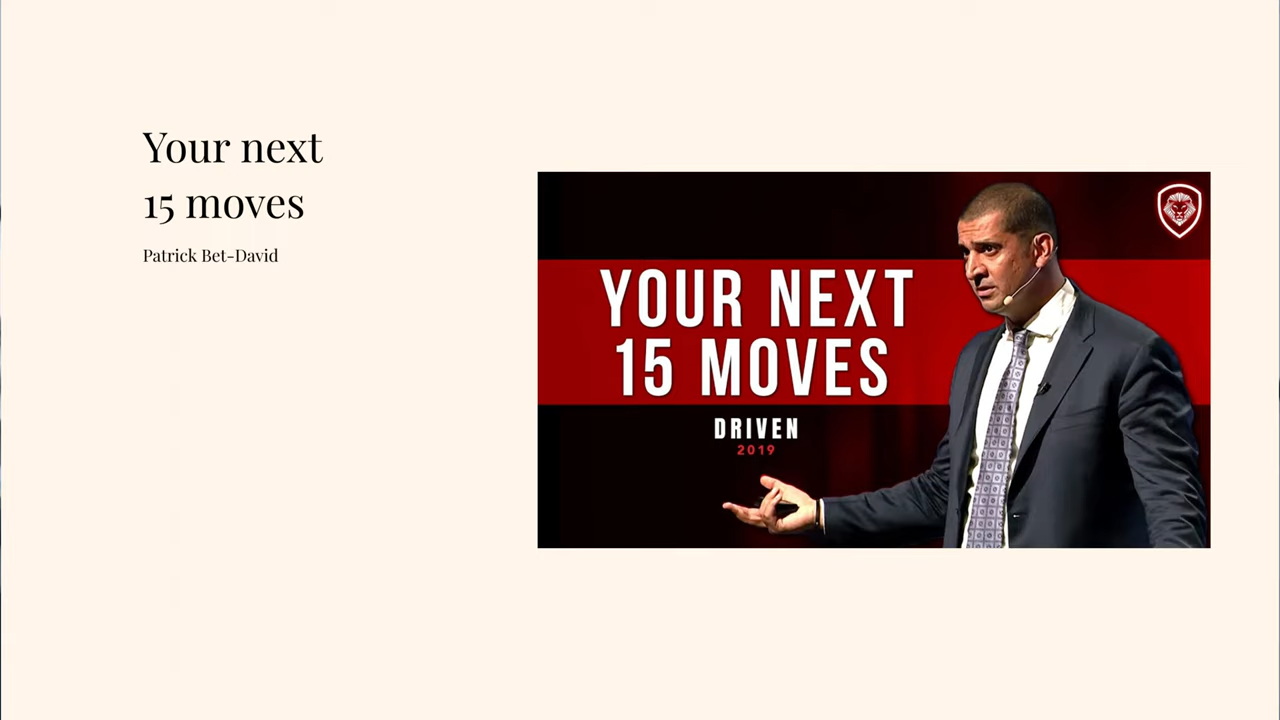 Your next
15 moves
Patrick Bet-David
YOUR NEXT
15 MOVES
DRIVEN
2019